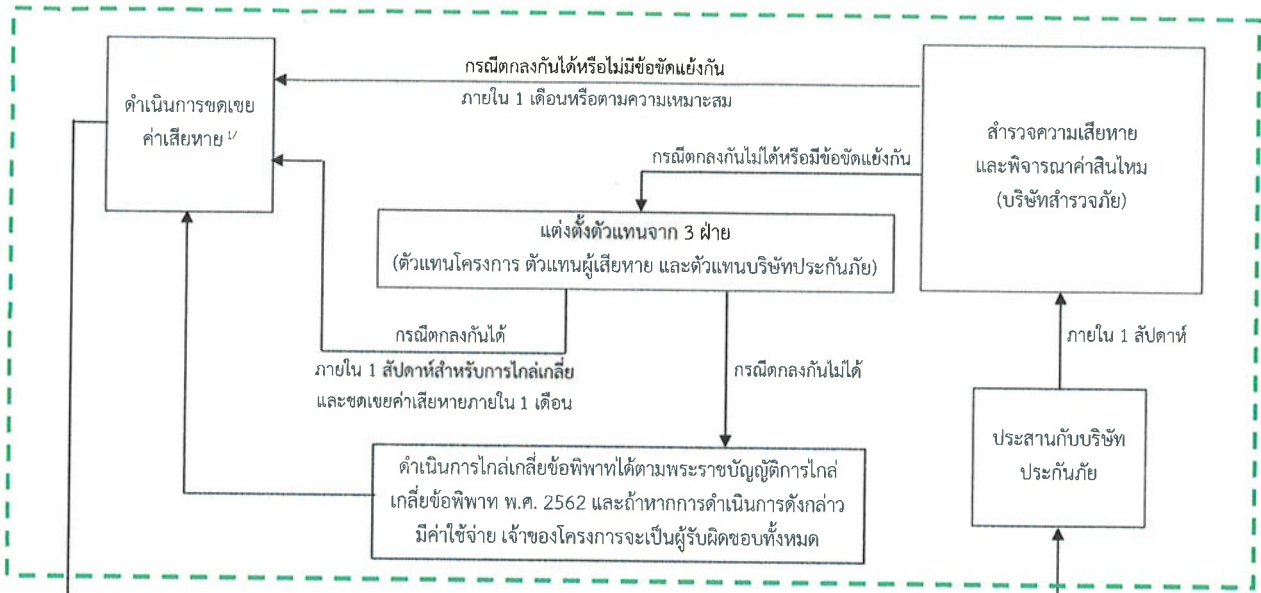 กรณีตกลงกันได้หรือไม่มีข้อขัดแย้งกัน
ภายใน 1 เดือนหรือตามความเหมาะสม
ดำเนินการชดเชย
ค่าเสียหาย 1/
สำรวจความเสียหาย
และพิจารณาค่าสินไหม
(บริษัทสำรวจภัย)
กรณีตกลงกันไม่ได้หรือมีข้อขัดแย้งกัน
แต่งตั้งตัวแทนจาก 3 ฝ่าย
(ตัวแทนโครงการ ตัวแทนผู้เสียหาย และตัวแทนบริษัทประกันภัย)
กรณีตกลงกันได้
ภายใน 1 สัปดาห์สำหรับการไกล่เกลี่ย
และชดเชยค่าเสียหายภายใน 1 เดือน
กรณีตกลงกันไม่ได้
ภายใน 1 สัปดาห์
ประสานกับบริษัท
ประกันภัย
ดำเนินการไกล่เกลี่ยข้อพิพาทได้ตามพระราชบัญญัติการไกล่
เกลี่ยข้อพิพาท พ.ศ. 2562 และถ้าหากการดำเนินการดังกล่าว
มีค่าใช้จ่าย เจ้าของโครงการจะเป็นผู้รับผิดชอบทั้งหมด